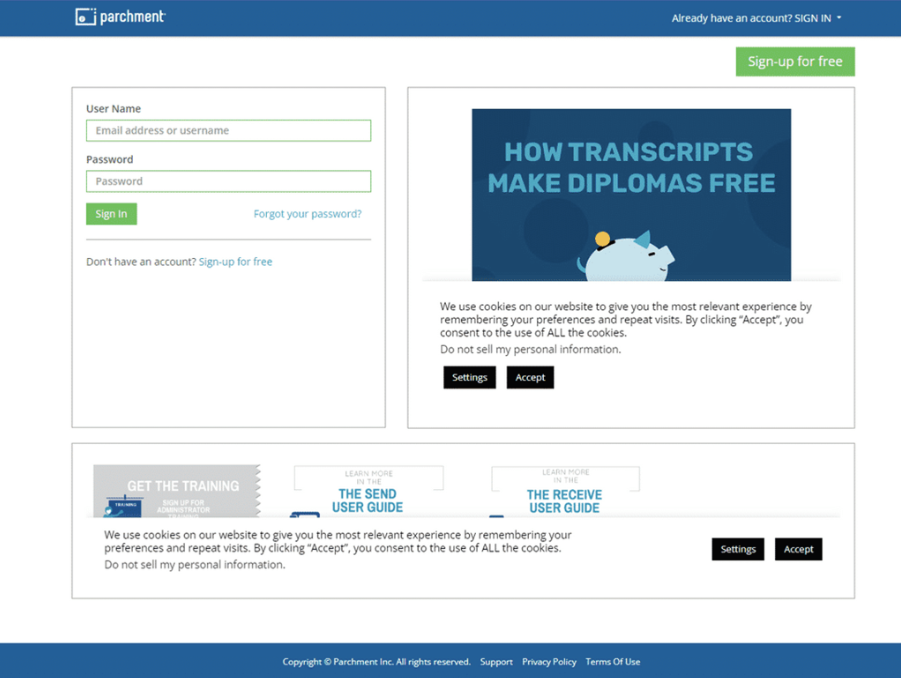 parchment
Already have an account? SIGN IN
Sign-up for free
User Name
Email address or username
Password
Password
Sign In
Forgot your password?
Don't have an account? Sign-up for free
HOW TRANSCRIPTS
MAKE DIPLOMAS FREE
We use cookies on our website to give you the most relevant experience by
remembering your preferences and repeat visits. By clicking “Accept”, you
consent to the use of ALL the cookies.
Do not sell my personal information.
Settings
Accept
GET THE TRAINING
SIGN UP FOR
ADMINISTRATOR
TRAINING
LEARN MORE
IN THE
THE SEND
USER GUIDE
LEARN MORE
IN THE
THE RECEIVE
USER GUIDE
We use cookies on our website to give you the most relevant experience by remembering your
preferences and repeat visits. By clicking “Accept”, you consent to the use of ALL the cookies.
Do not sell my personal information.
Settings
Accept
Copyright © Parchment Inc. All rights reserved. Support Privacy Policy Terms Of Use